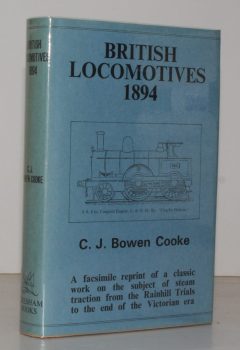 BRITISH
LOCOMOTIVES
1894
C. J. Bowen Cooke
A facsimile reprint of a classic
work on the subject of steam
traction from the Rainhill Trials
to the end of the Victorian era
BRITISH LOCOMOTIVES 1894
C. J.
BOWEN COOKE
BOOKS